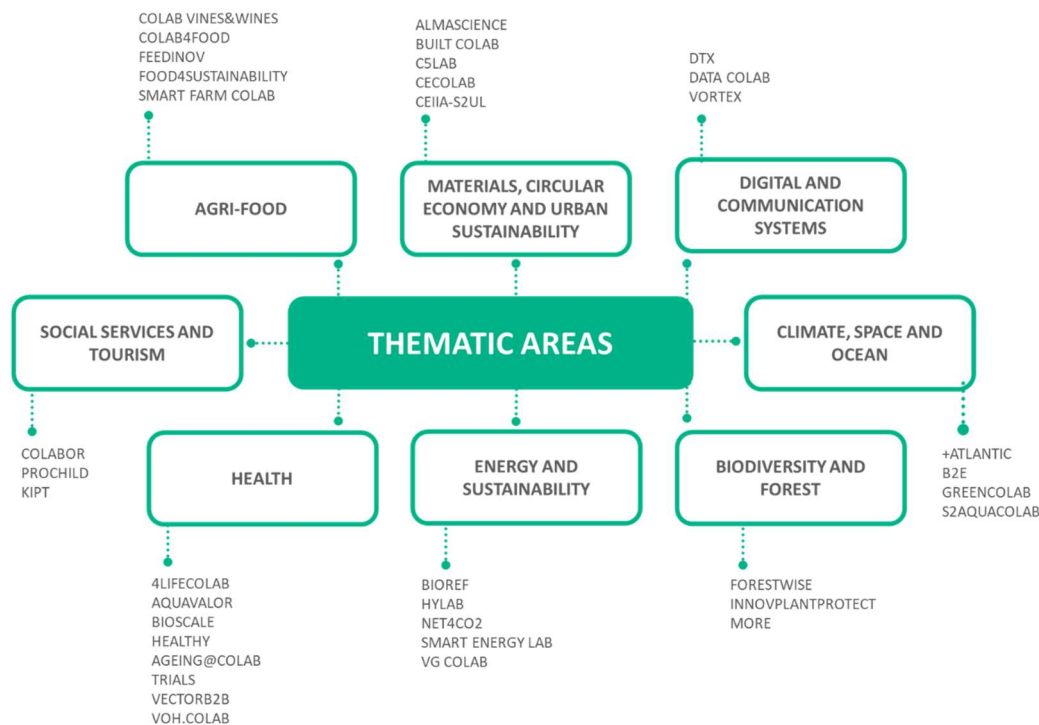 COLAB VINES&WINES
COLAB4FOOD
FEEDINOV
FOOD4SUSTAINABILITY
SMART FARM COLAB
ALMASCIENCE
BUILT COLAB
C5LAB
CECOLAB
CEIIA-S2UL
DTX
DATA COLAB
VORTEX
AGRI-FOOD
MATERIALS, CIRCULAR
ECONOMY AND URBAN
SUSTAINABILITY
DIGITAL AND
COMMUNICATION
SYSTEMS
SOCIAL SERVICES AND
TOURISM
THEMATIC AREAS
CLIMATE, SPACE AND
OCEAN
COLABOR
PROCHILD
KIPT
HEALTH
ENERGY AND
SUSTAINABILITY
BIODIVERSITY AND
FOREST
+ATLANTIC
B2E
GREENCOLAB
S2AQUACOLAB
4LIFECOLAB
AQUAVALOR
BIOSCALE
HEALTHY
AGEING@COLAB
TRIALS
VECTORB2B
VOH.COLAB
BIOREF
HYLAB
NET4CO2
SMART ENERGY LAB
VG COLAB
FORESTWISE
INNOVPLANTPROTECT
MORE